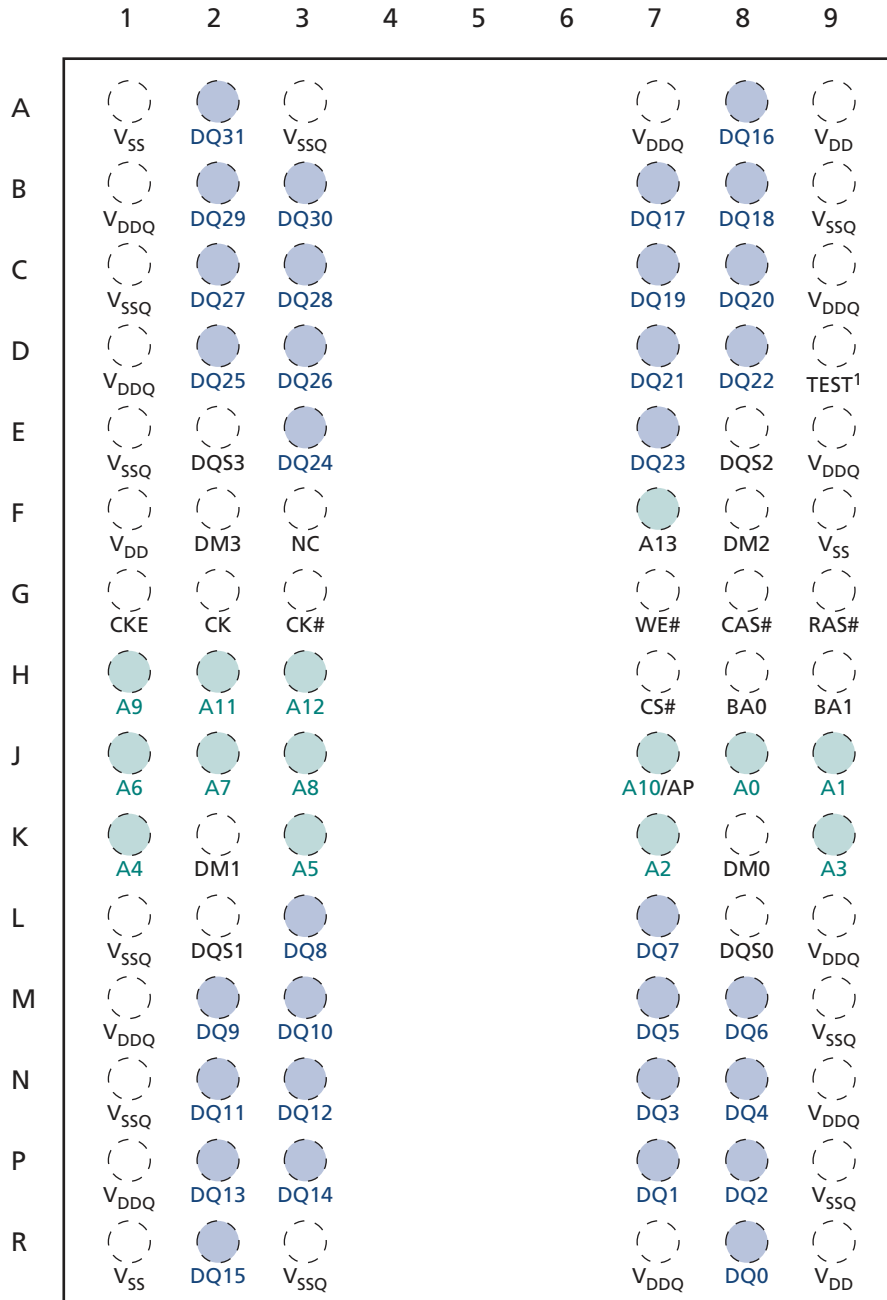 1 2 3 4 5 6 7 8 9
A
VSS DQ31 VSSQ VDDQ DQ16 VDD
B
VDDQ DQ29 DQ30 DQ17 DQ18 VSSQ
C
VSSQ DQ27 DQ28 DQ19 DQ20 VDDQ
D
VDDQ DQ25 DQ26 DQ21 DQ22 TEST1
E
VSSQ DQS3 DQ24 DQ23 DQS2 VDDQ
F
VDD DM3 NC A13 DM2 VSS
G
CKE CK CK# WE# CAS# RAS#
H
A9 A11 A12 CS# BA0 BA1
J
A6 A7 A8 A10/AP A0 A1
K
A4 DM1 A5 A2 DM0 A3
L
VSSQ DQS1 DQ8 DQ7 DQS0 VDDQ
M
VDDQ DQ9 DQ10 DQ5 DQ6 VSSQ
N
VSSQ DQ11 DQ12 DQ3 DQ4 VDDQ
P
VDDQ DQ13 DQ14 DQ1 DQ2 VSSQ
R
VSS DQ15 VSSQ VDDQ DQ0 VDD